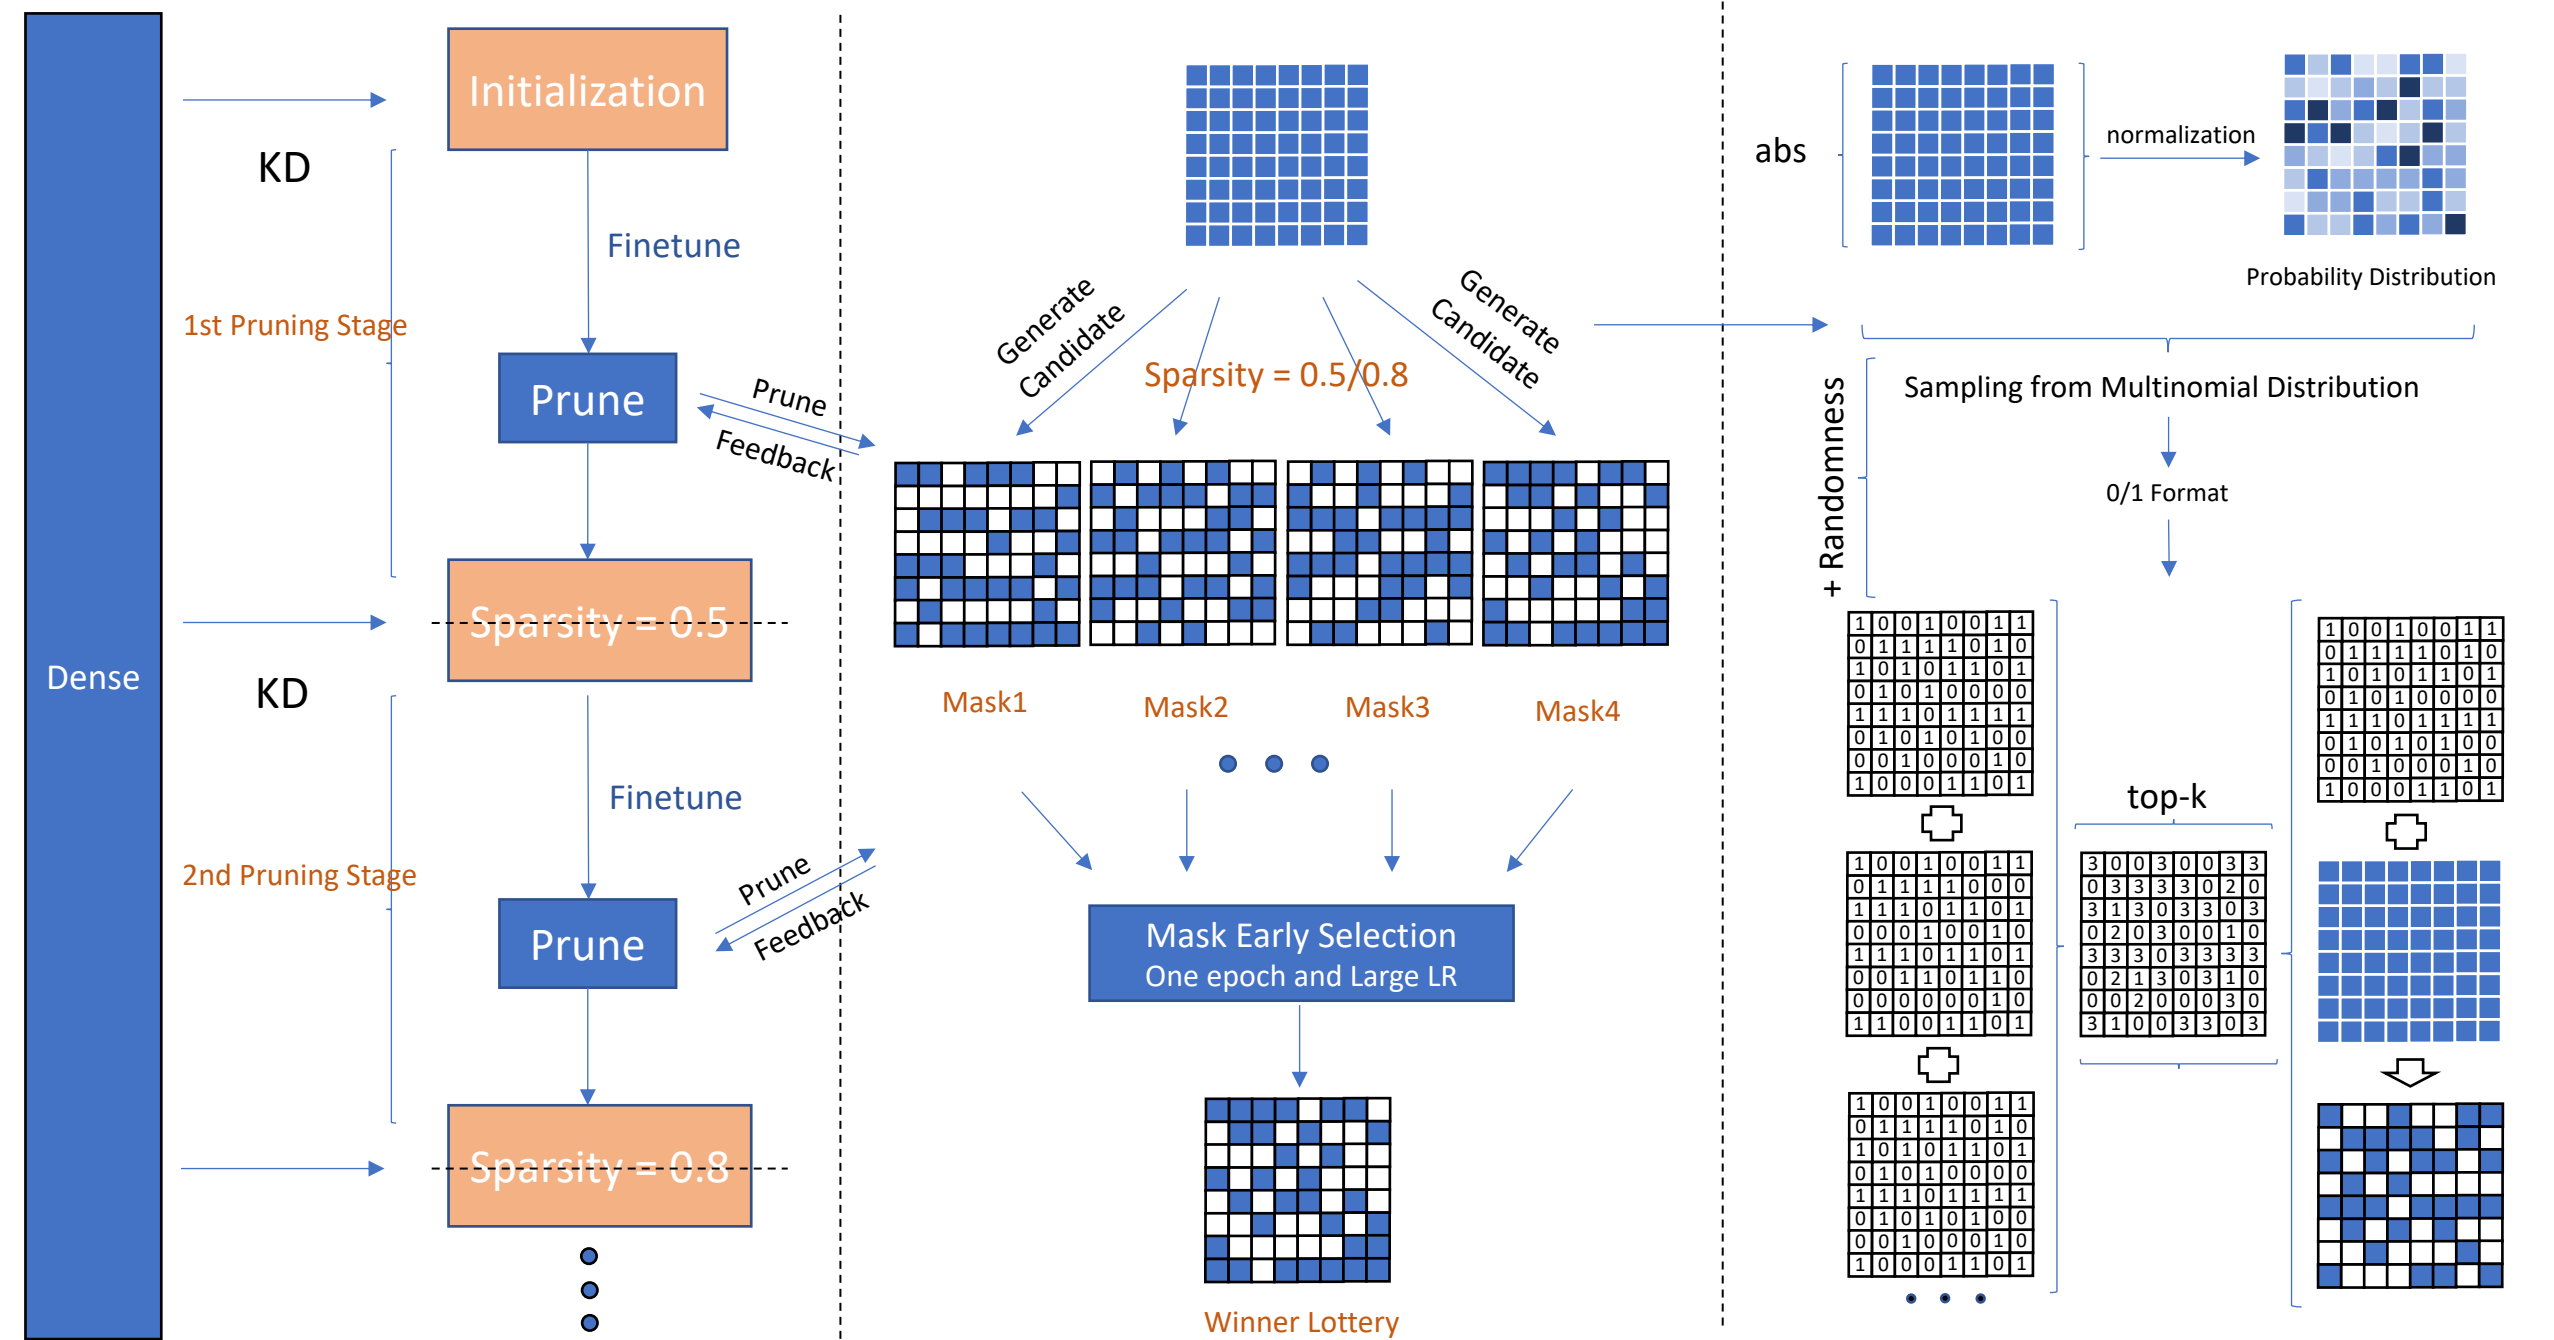 Dense
KD
1st Pruning Stage
KD
2nd Pruning Stage
Initialization
Finetune
Prune
Sparsity = 0.5
Finetune
Prune
Sparsity = 0.8
Prune
Feedback
Prune
Feedback
Generate
Candidate
Generate
Candidate
Sparsity = 0.5/0.8
Mask1
Mask2
Mask3
Mask4
Mask Early Selection
One epoch and Large LR
Winner Lottery
abs
normalization
Probability Distribution
+ Randomness
Sampling from Multinomial Distribution
0/1 Format
1 0 0 1 0 0 1 1
0 1 1 1 1 0 1 0
1 0 1 0 1 1 0 1
0 1 0 1 0 0 0 0
1 1 1 0 1 1 1 1
0 1 0 1 0 1 0 0
0 0 1 0 0 0 1 0
1 0 0 0 1 1 0 1
1 0 0 1 0 0 1 1
0 1 1 1 1 0 0 0
1 1 1 0 1 1 0 1
0 0 0 1 0 0 1 0
1 1 1 0 1 1 0 1
0 0 1 1 0 1 1 0
0 0 0 0 0 0 1 0
1 1 0 0 1 1 0 1
1 0 0 1 0 0 1 1
0 1 1 1 1 0 1 0
1 0 1 0 1 1 0 1
0 1 0 1 0 0 0 0
1 1 1 0 1 1 1 1
0 1 0 1 0 1 0 0
0 0 1 0 0 0 1 0
1 0 0 0 1 1 0 1
top-k
3 0 0 3 0 0 3 3
0 3 3 3 3 0 2 0
3 1 3 0 3 3 0 3
0 2 0 3 0 0 1 0
3 3 3 0 3 3 3 3
0 2 1 3 0 3 1 0
0 0 2 0 0 0 3 0
3 1 0 0 3 3 0 3
1 0 0 1 0 0 1 1
0 1 1 1 1 0 1 0
1 0 1 0 1 1 0 1
0 1 0 1 0 0 0 0
1 1 1 0 1 1 1 1
0 1 0 1 0 1 0 0
0 0 1 0 0 0 1 0
1 0 0 0 1 1 0 1